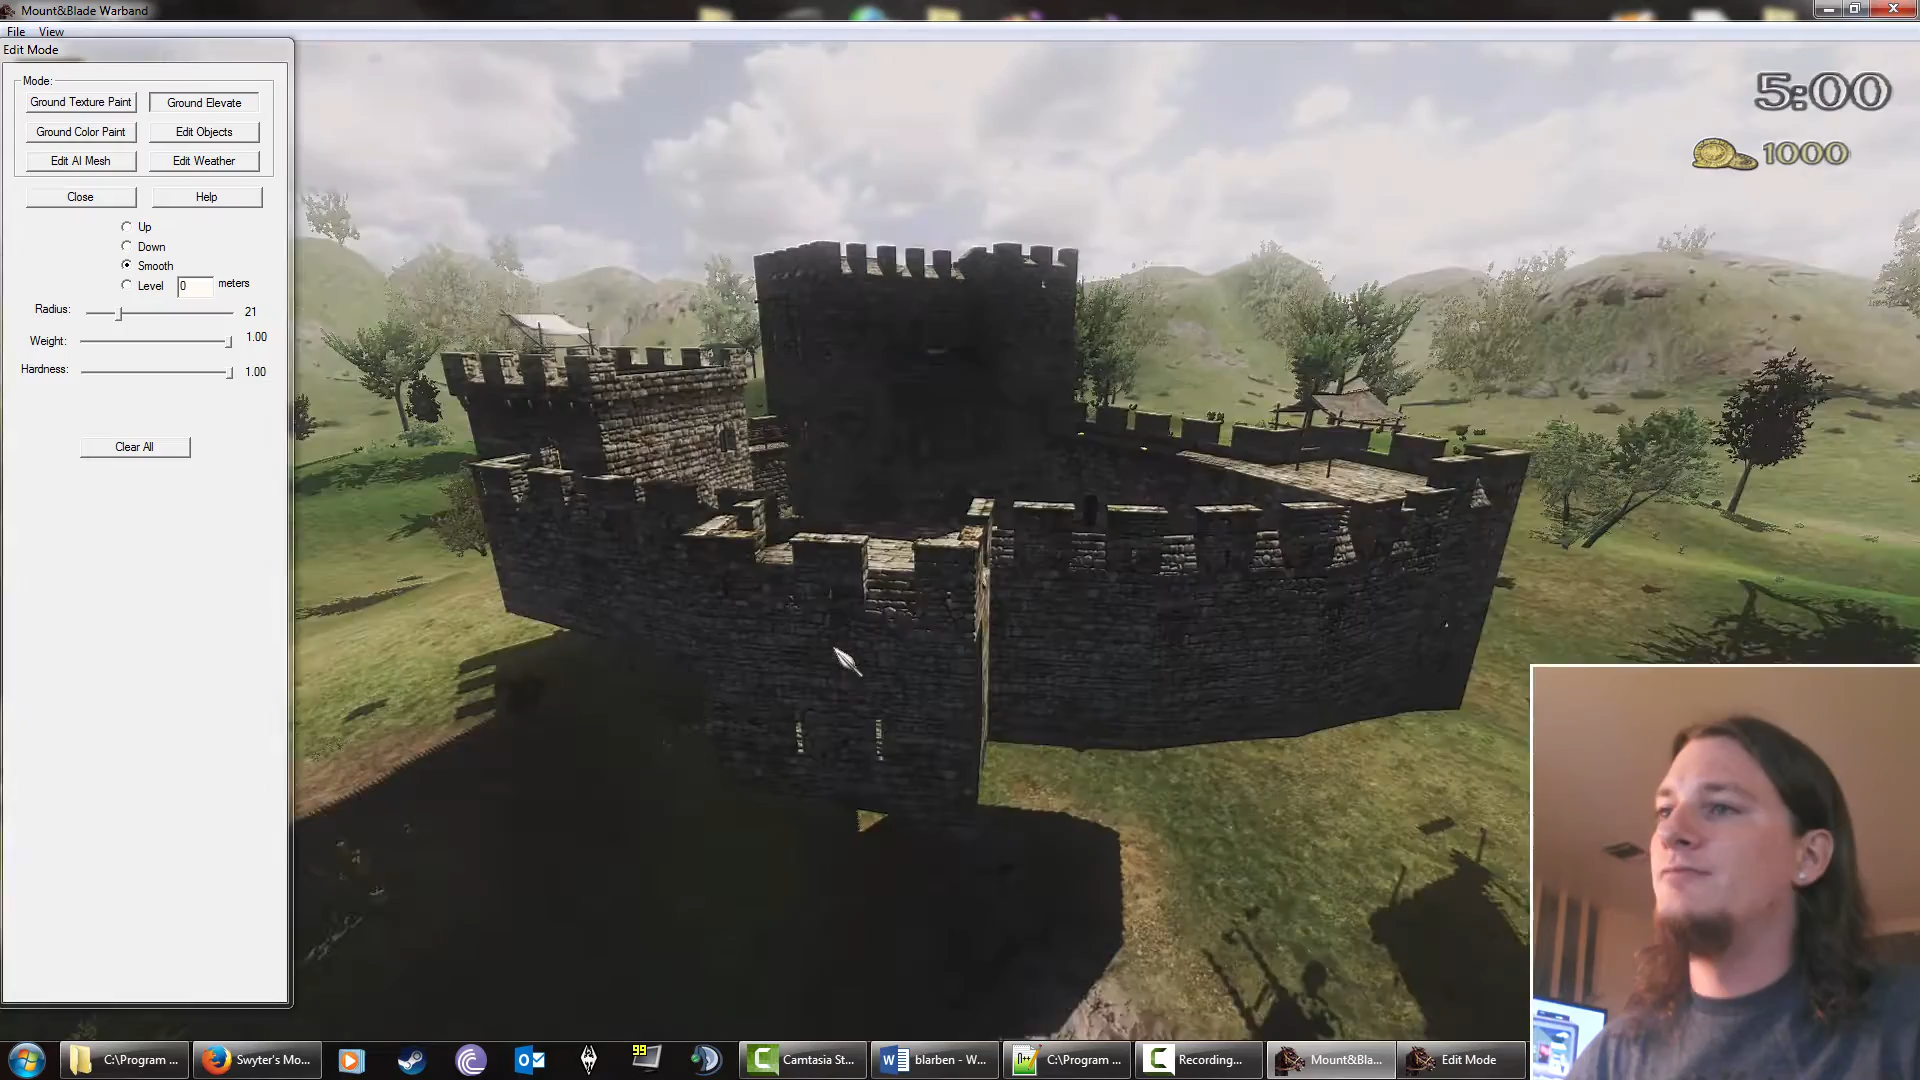 Mount&Blade Warband
File View
Edit Mode
Mode:
Ground Texture Paint Ground Elevate
Ground Color Paint Edit Objects
Edit AI Mesh Edit Weather
Close Help
Up
Down
Smooth
Level 0 meters
Radius: 21
Weight: 1.00
Hardness: 1.00
Clear All
5:00
1000
C:\Program ... Swyter's Mo... 99 Camtasia St... blarben - W... C:\Program ... Recording... Mount&Bla... Edit Mode